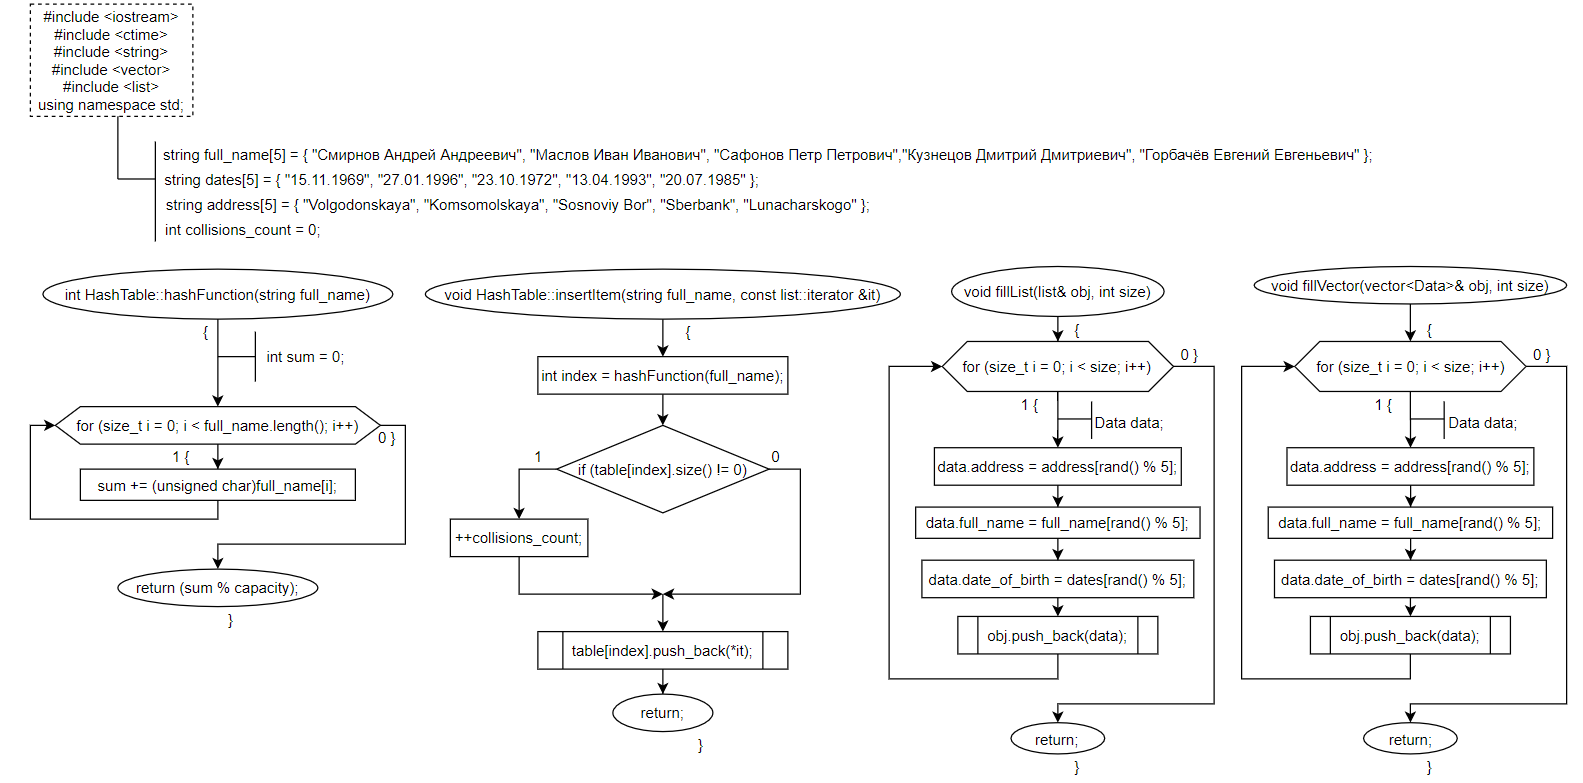 #include <iostream>
#include <ctime>
#include <string>
#include <vector>
#include <list>
using namespace std;
string full_name[5] = { "Смирнов Андрей Андреевич", "Маслов Иван Иванович", "Сафонов Петр Петрович","Кузнецов Дмитрий Дмитриевич", "Горбачёв Евгений Евгеньевич" };
string dates[5] = { "15.11.1969", "27.01.1996", "23.10.1972", "13.04.1993", "20.07.1985" };
string address[5] = { "Volgodonskaya", "Komsomolskaya", "Sosnoviy Bor", "Sberbank", "Lunacharskogo" };
int collisions_count = 0;
int HashTable::hashFunction(string full_name)
{
int sum = 0;
for (size_t i = 0; i < full_name.length(); i++)
0 }
1 {
sum += (unsigned char)full_name[i];
return (sum % capacity);
}
void HashTable::insertItem(string full_name, const list::iterator &it)
{
int index = hashFunction(full_name);
if (table[index].size() != 0)
1
0
++collisions_count;
table[index].push_back(*it);
return;
}
void fillList(list& obj, int size)
{
for (size_t i = 0; i < size; i++)
0 }
1 {
Data data;
data.address = address[rand() % 5];
data.full_name = full_name[rand() % 5];
data.date_of_birth = dates[rand() % 5];
obj.push_back(data);
return;
}
void fillVector(vector<Data>& obj, int size)
{
for (size_t i = 0; i < size; i++)
0 }
1 {
Data data;
data.address = address[rand() % 5];
data.full_name = full_name[rand() % 5];
data.date_of_birth = dates[rand() % 5];
obj.push_back(data);
return;
}